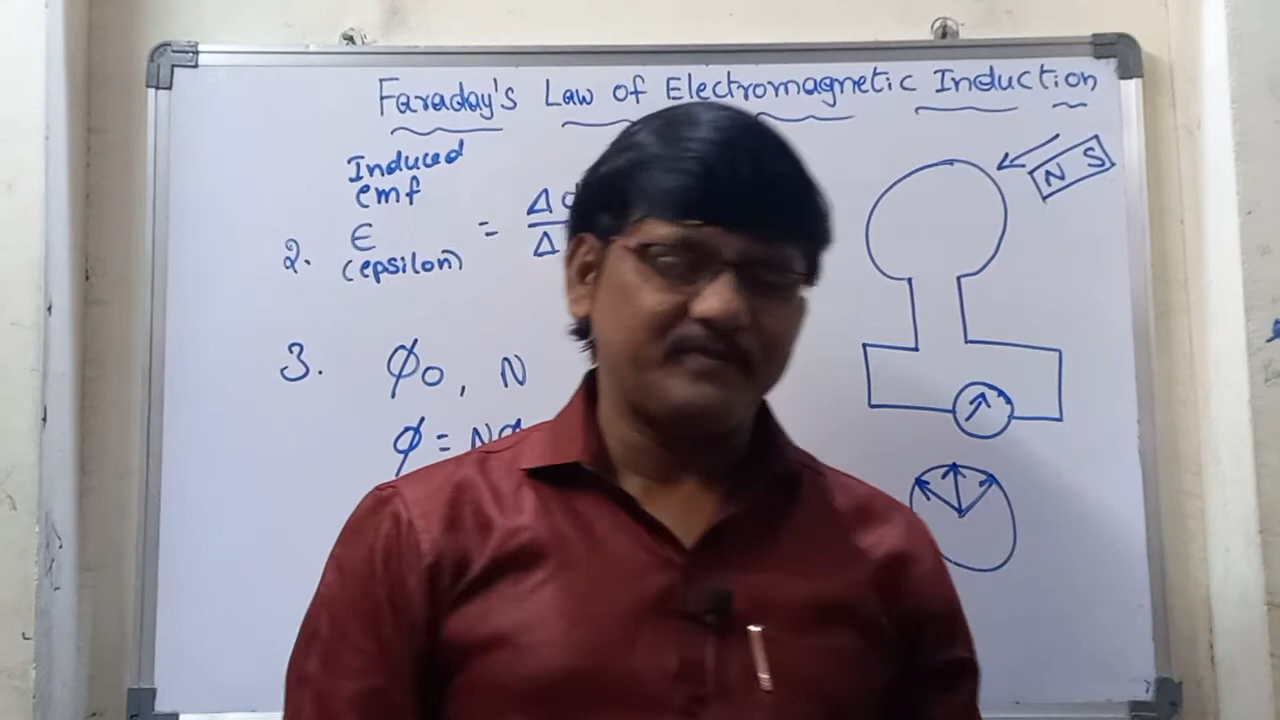 Faraday's Law of Electromagnetic Induction
Induced
emf
2. ε = Δ
Δ
(epsilon)
3. ϕ0, N
ϕ = N
N S